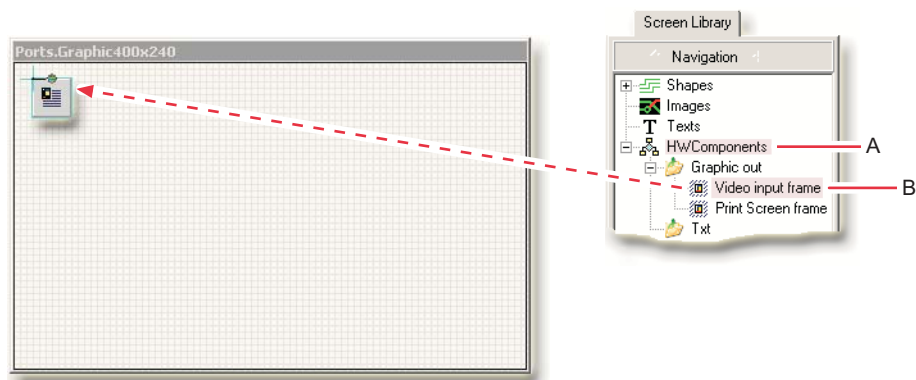 Screen Library
Ports.Graphic400x240
Navigation
Shapes
Images
T Texts
HWComponents
A
Graphic out
Video input frame
B
Print Screen frame
Txt